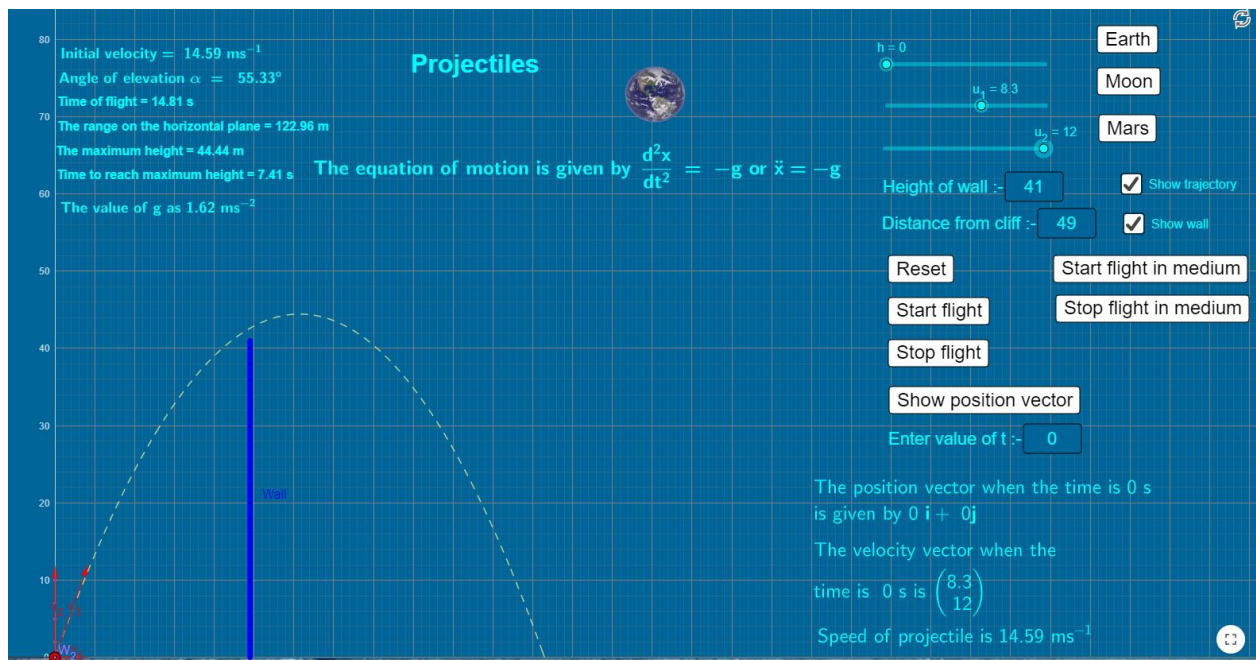 Initial velocity = 14.59 ms⁻¹
Angle of elevation α = 55.33°
Time of flight = 14.81 s
The range on the horizontal plane = 122.96 m
The maximum height = 44.44 m
Time to reach maximum height = 7.41 s
The value of g as 1.62 ms⁻²
Projectiles
The equation of motion is given by d²x/dt² = −g or ẍ = −g
h = 0
u₁ = 8.3
u₂ = 12
Earth
Moon
Mars
Height of wall :- 41
Show trajectory
Distance from cliff :- 49
Show wall
Reset
Start flight in medium
Start flight
Stop flight in medium
Stop flight
Show position vector
Enter value of t :- 0
The position vector when the time is 0 s
is given by 0 i + 0j
The velocity vector when the
time is 0 s is (8.3 12)
Speed of projectile is 14.59 ms⁻¹
80
70
60
50
40
30
20
10
Wall